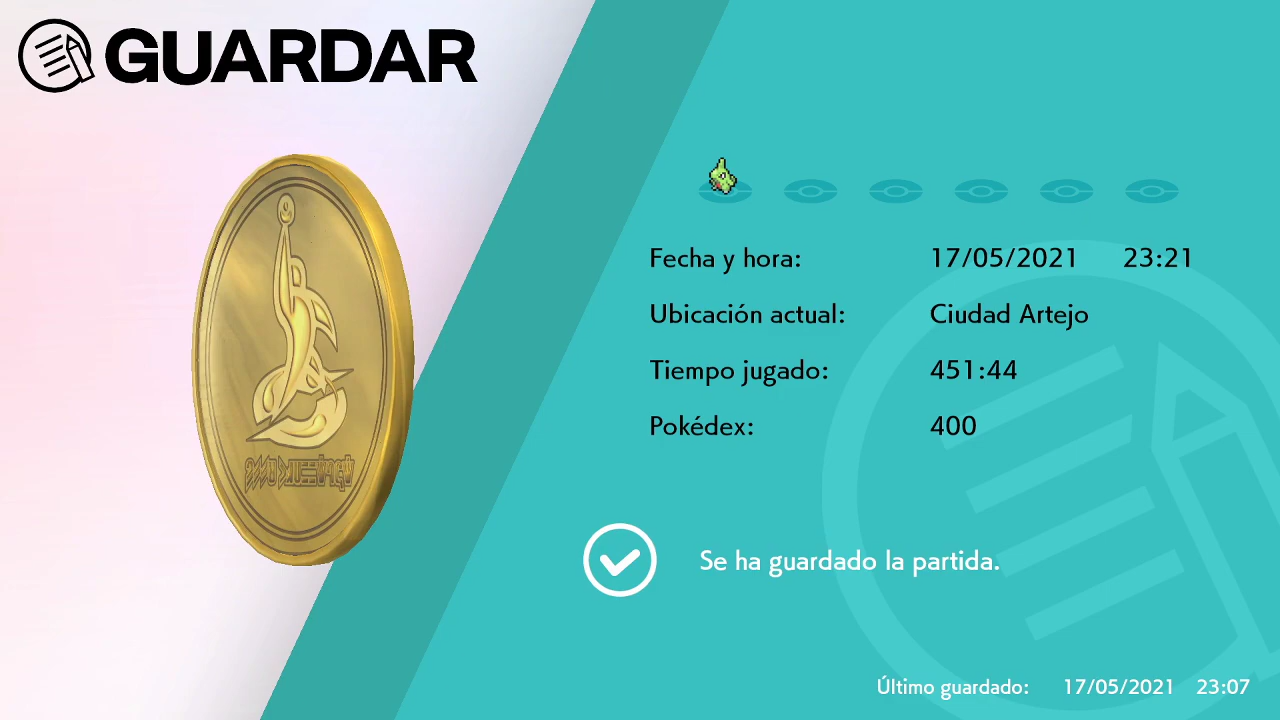 GUARDAR
Fecha y hora: 17/05/2021 23:21
Ubicación actual: Ciudad Artejo
Tiempo jugado: 451:44
Pokédex: 400
Se ha guardado la partida.
Último guardado: 17/05/2021 23:07